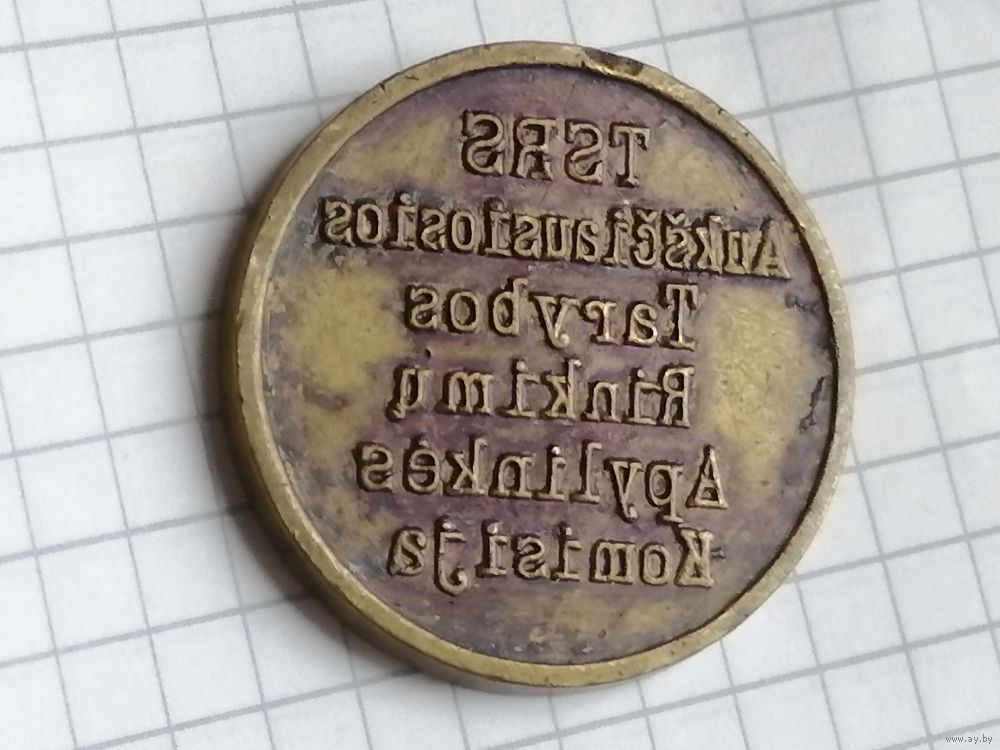 TSRS
Aukščiausiosios
Tarybos
Rinkimų
Apylinkės
Komisija
www.ay.by